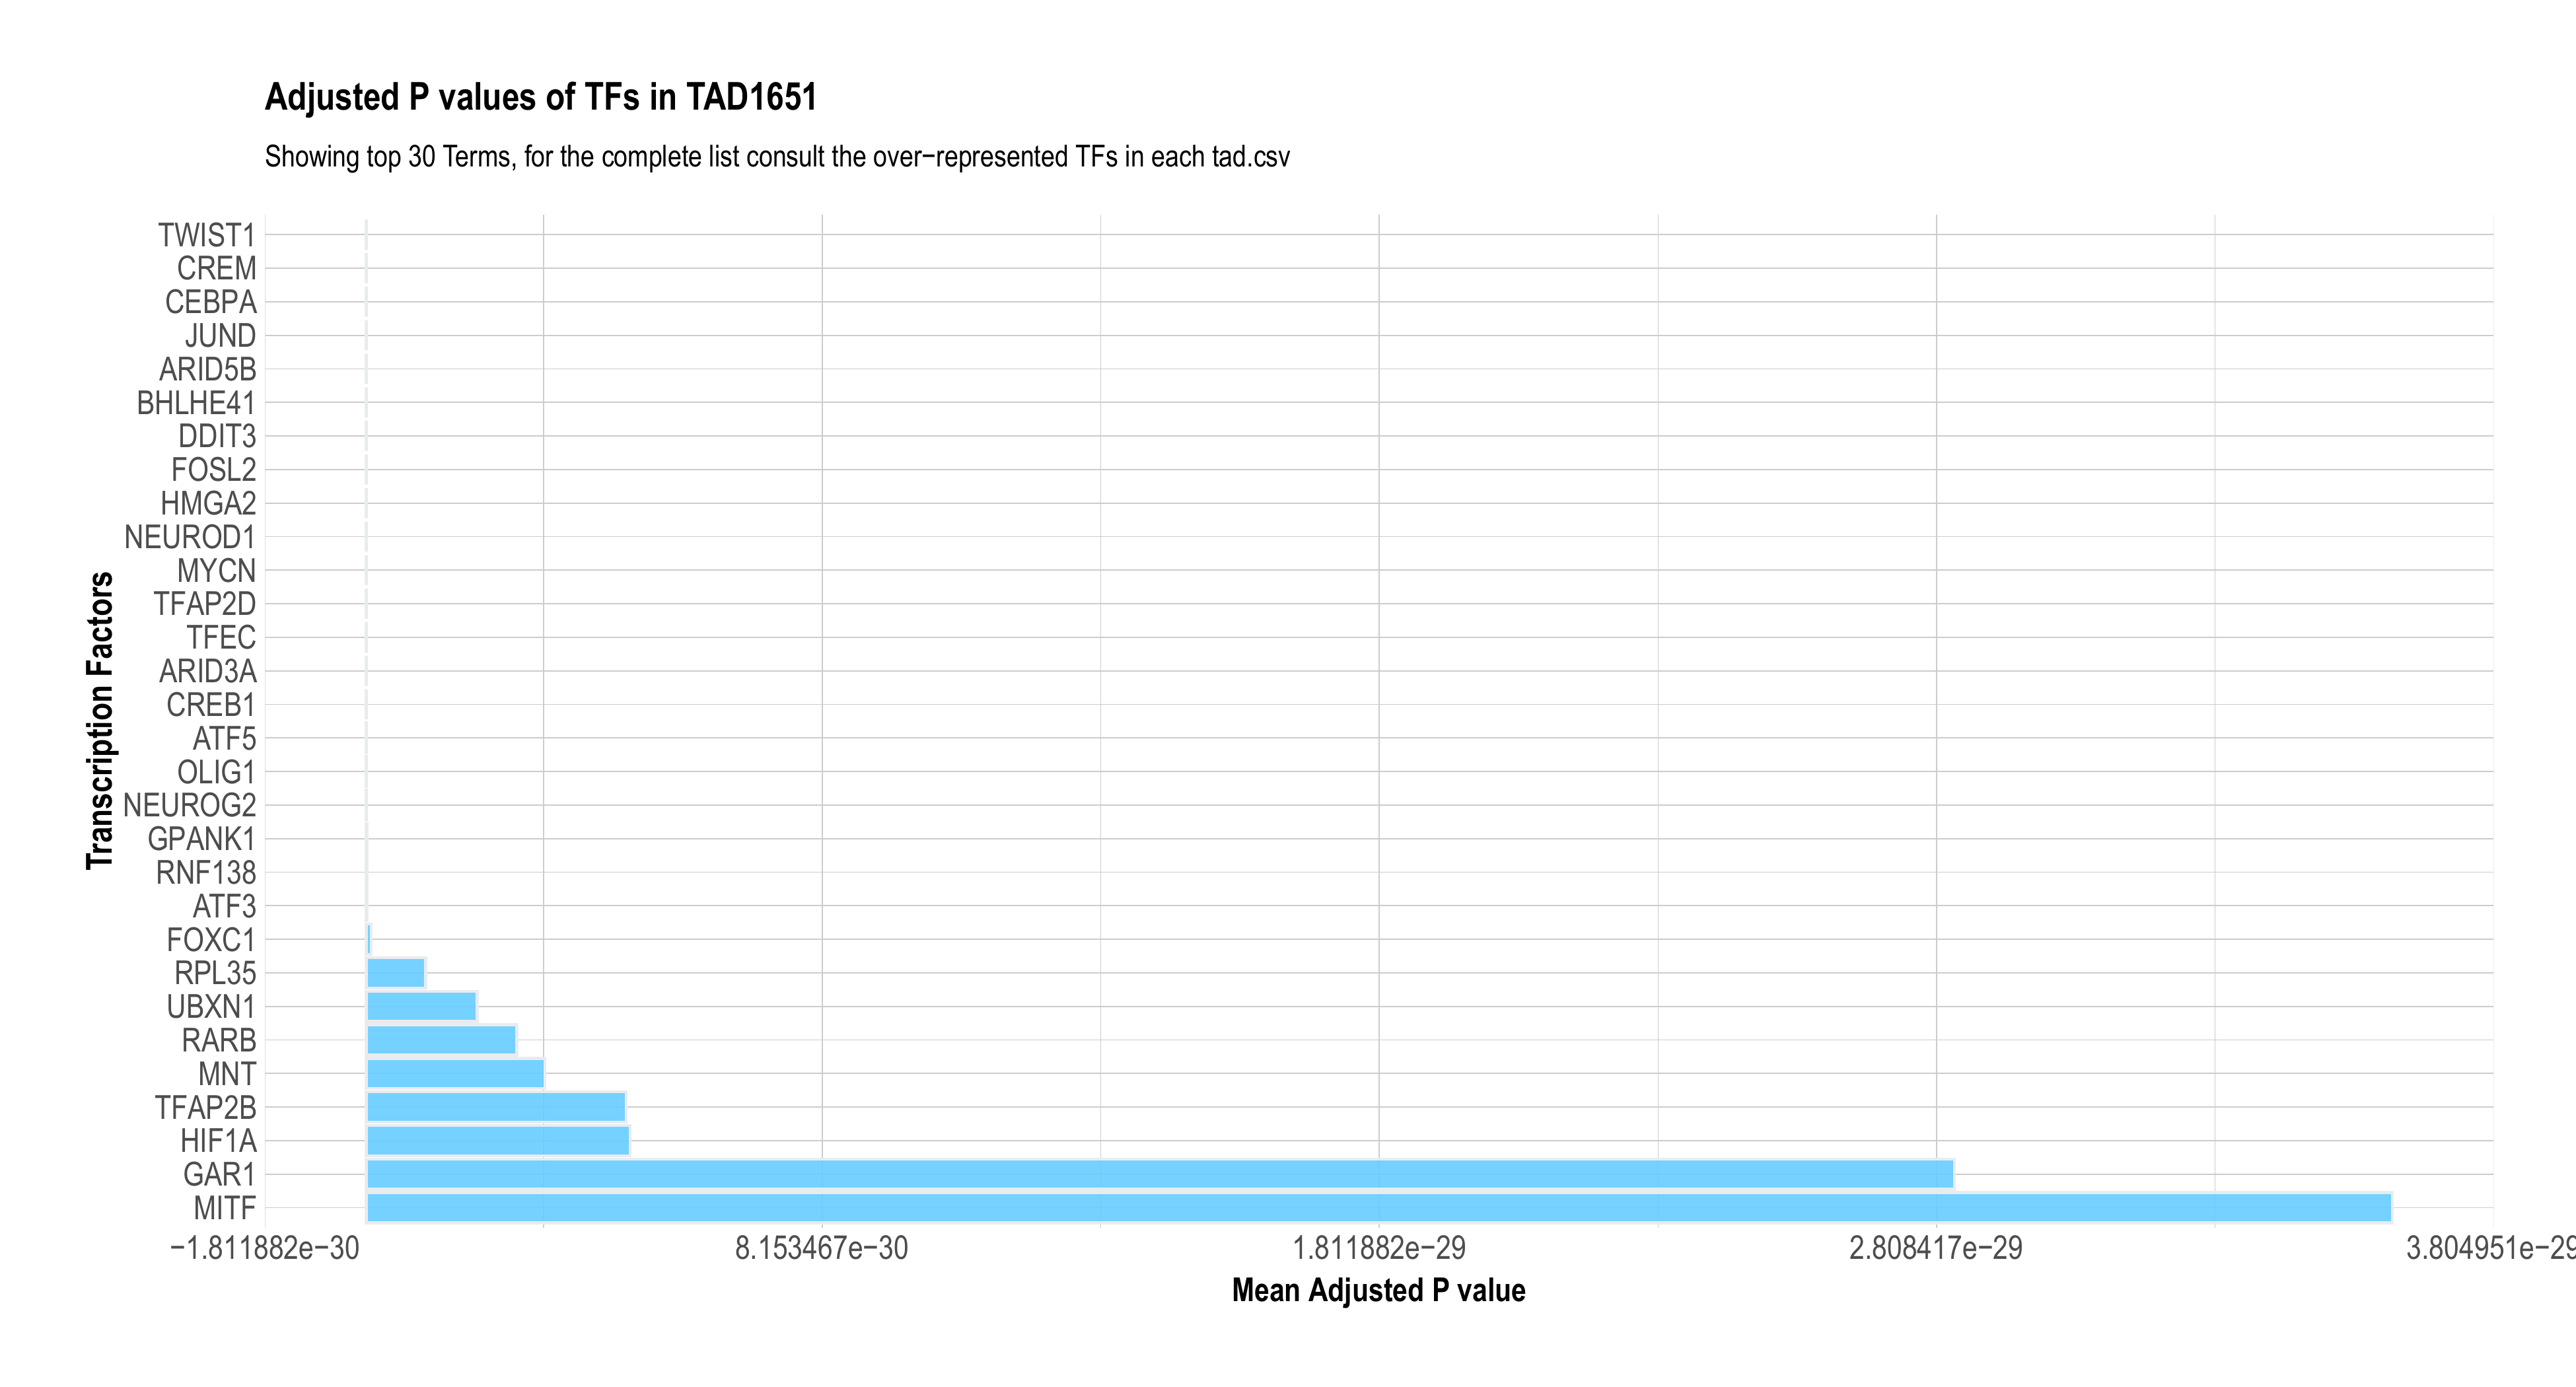 Adjusted P values of TFs in TAD1651
Showing top 30 Terms, for the complete list consult the over−represented TFs in each tad.csv
Transcription Factors
TWIST1
CREM
CEBPA
JUND
ARID5B
BHLHE41
DDIT3
FOSL2
HMGA2
NEUROD1
MYCN
TFAP2D
TFEC
ARID3A
CREB1
ATF5
OLIG1
NEUROG2
GPANK1
RNF138
ATF3
FOXC1
RPL35
UBXN1
RARB
MNT
TFAP2B
HIF1A
GAR1
MITF
−1.811882e−30 8.153467e−30 1.811882e−29 2.808417e−29 3.804951e−29
Mean Adjusted P value